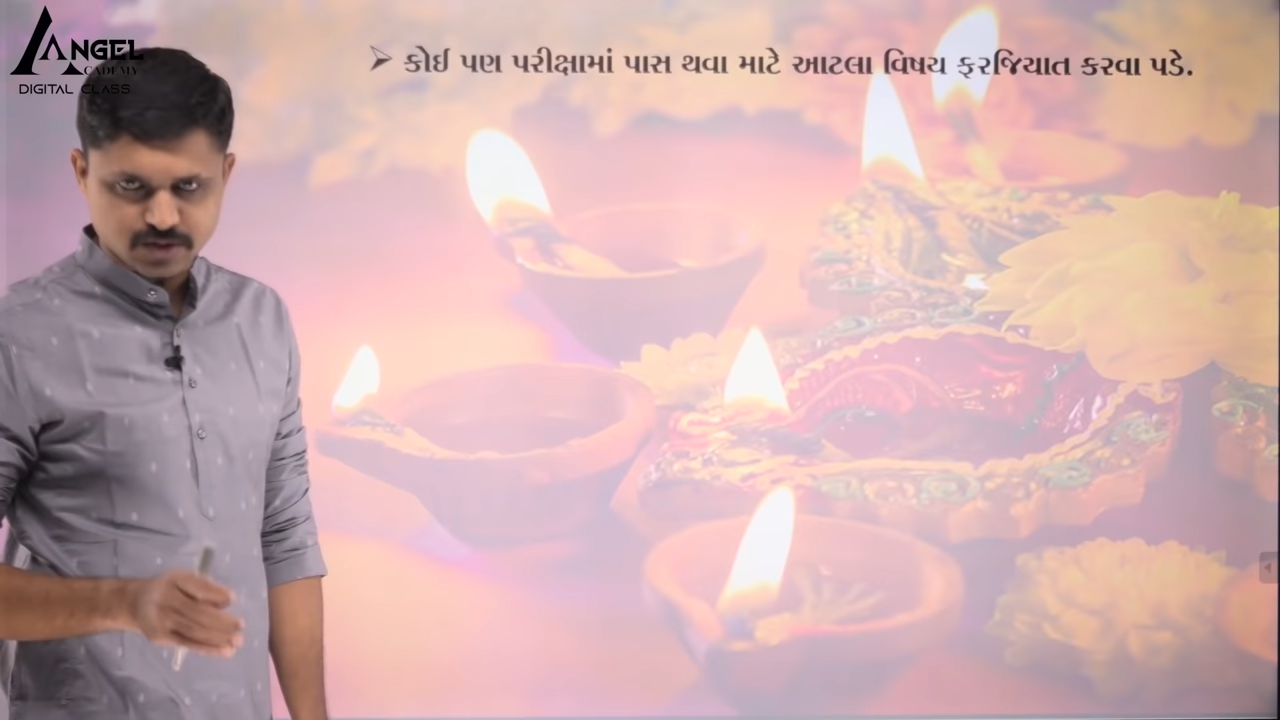 ANGEL
ACADEMY
DIGITAL CLASS
➢ કોઈ પણ પરીક્ષામાં પાસ થવા માટે આટલા વિષય ફરજિયાત કરવા પડે.